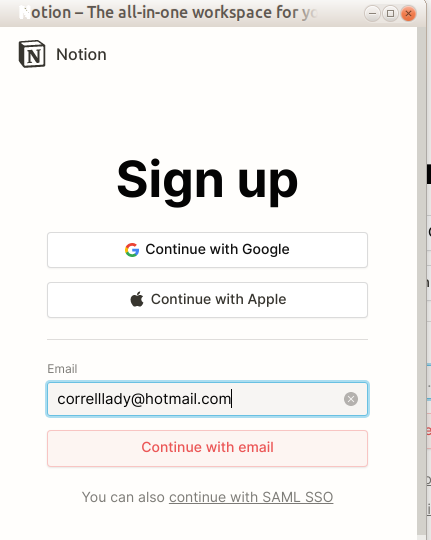 Notion – The all-in-one workspace for yo
Notion
Sign up
Continue with Google
Continue with Apple
Email
correlllady@hotmail.com
Continue with email
You can also continue with SAML SSO